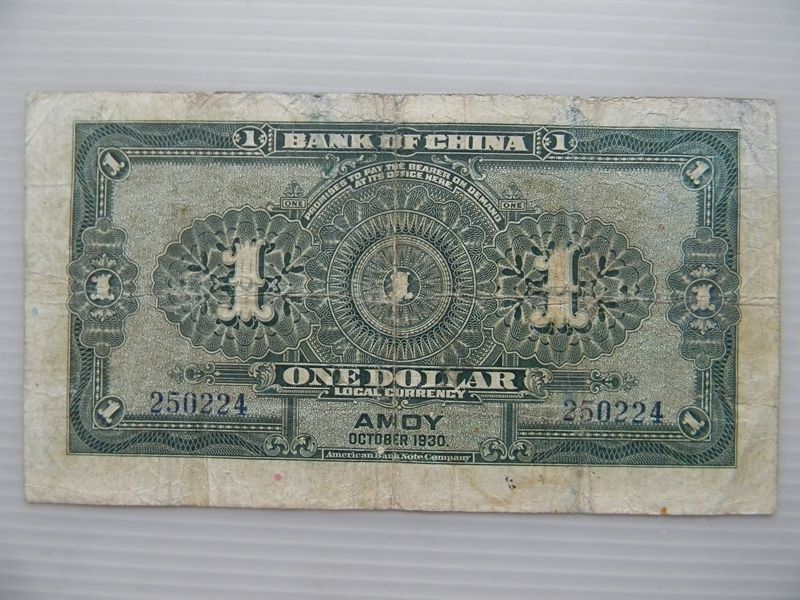 1 BANK OF CHINA 1
1 1
PROMISES TO PAY THE BEARER ON DEMAND
AT ITS OFFICE HERE
ONE ONE
1 1 1 1 1
ONE DOLLAR
LOCAL CURRENCY
250224 250224
1 1
AMOY
OCTOBER 1930.
American Bank Note Company